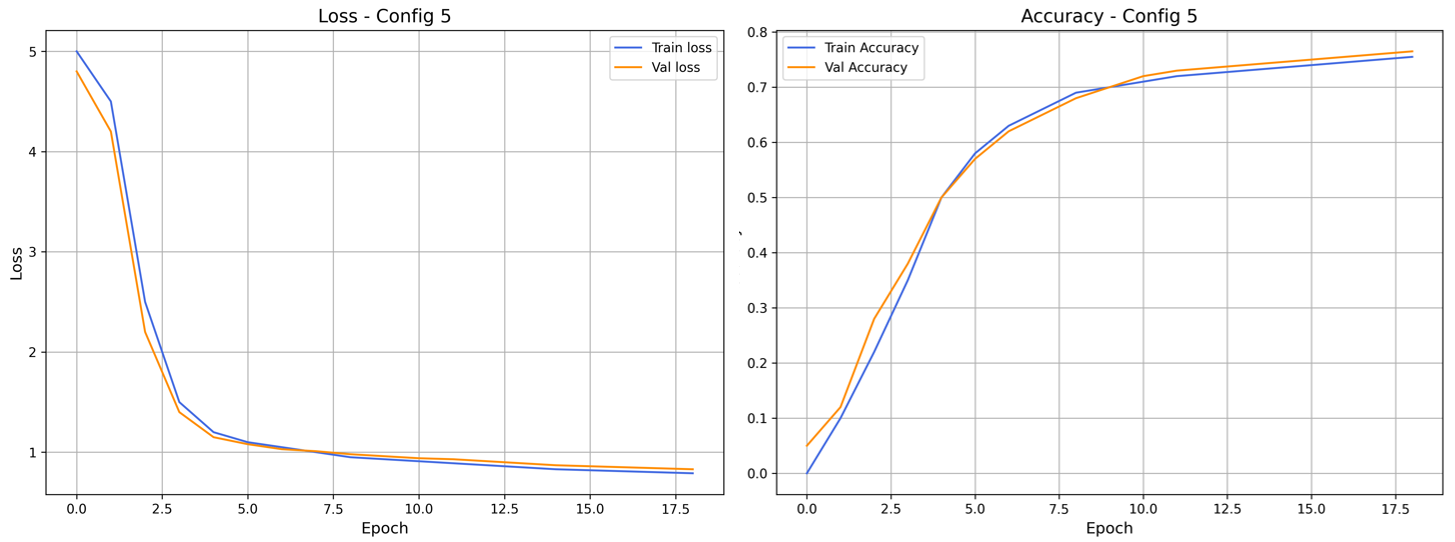 Loss - Config 5
Train loss
Val loss
5
4
3
2
1
Loss
0.0 2.5 5.0 7.5 10.0 12.5 15.0 17.5
Epoch
Accuracy - Config 5
Train Accuracy
Val Accuracy
0.8
0.7
0.6
0.5
0.4
0.3
0.2
0.1
0.0
0.0 2.5 5.0 7.5 10.0 12.5 15.0 17.5
Epoch